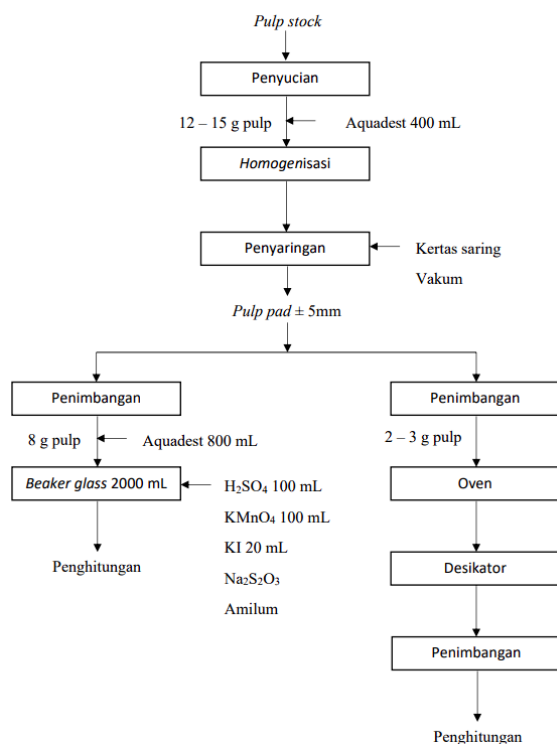 Pulp stock
Penyucian
12 – 15 g pulp
Aquadest 400 mL
Homogenisasi
Penyaringan
Kertas saring
Vakum
Pulp pad ± 5mm
Penimbangan
Penimbangan
8 g pulp
Aquadest 800 mL
2 – 3 g pulp
Beaker glass 2000 mL
H₂SO₄ 100 mL
KMnO₄ 100 mL
KI 20 mL
Na₂S₂O₃
Amilum
Penghitungan
Oven
Desikator
Penimbangan
Penghitungan